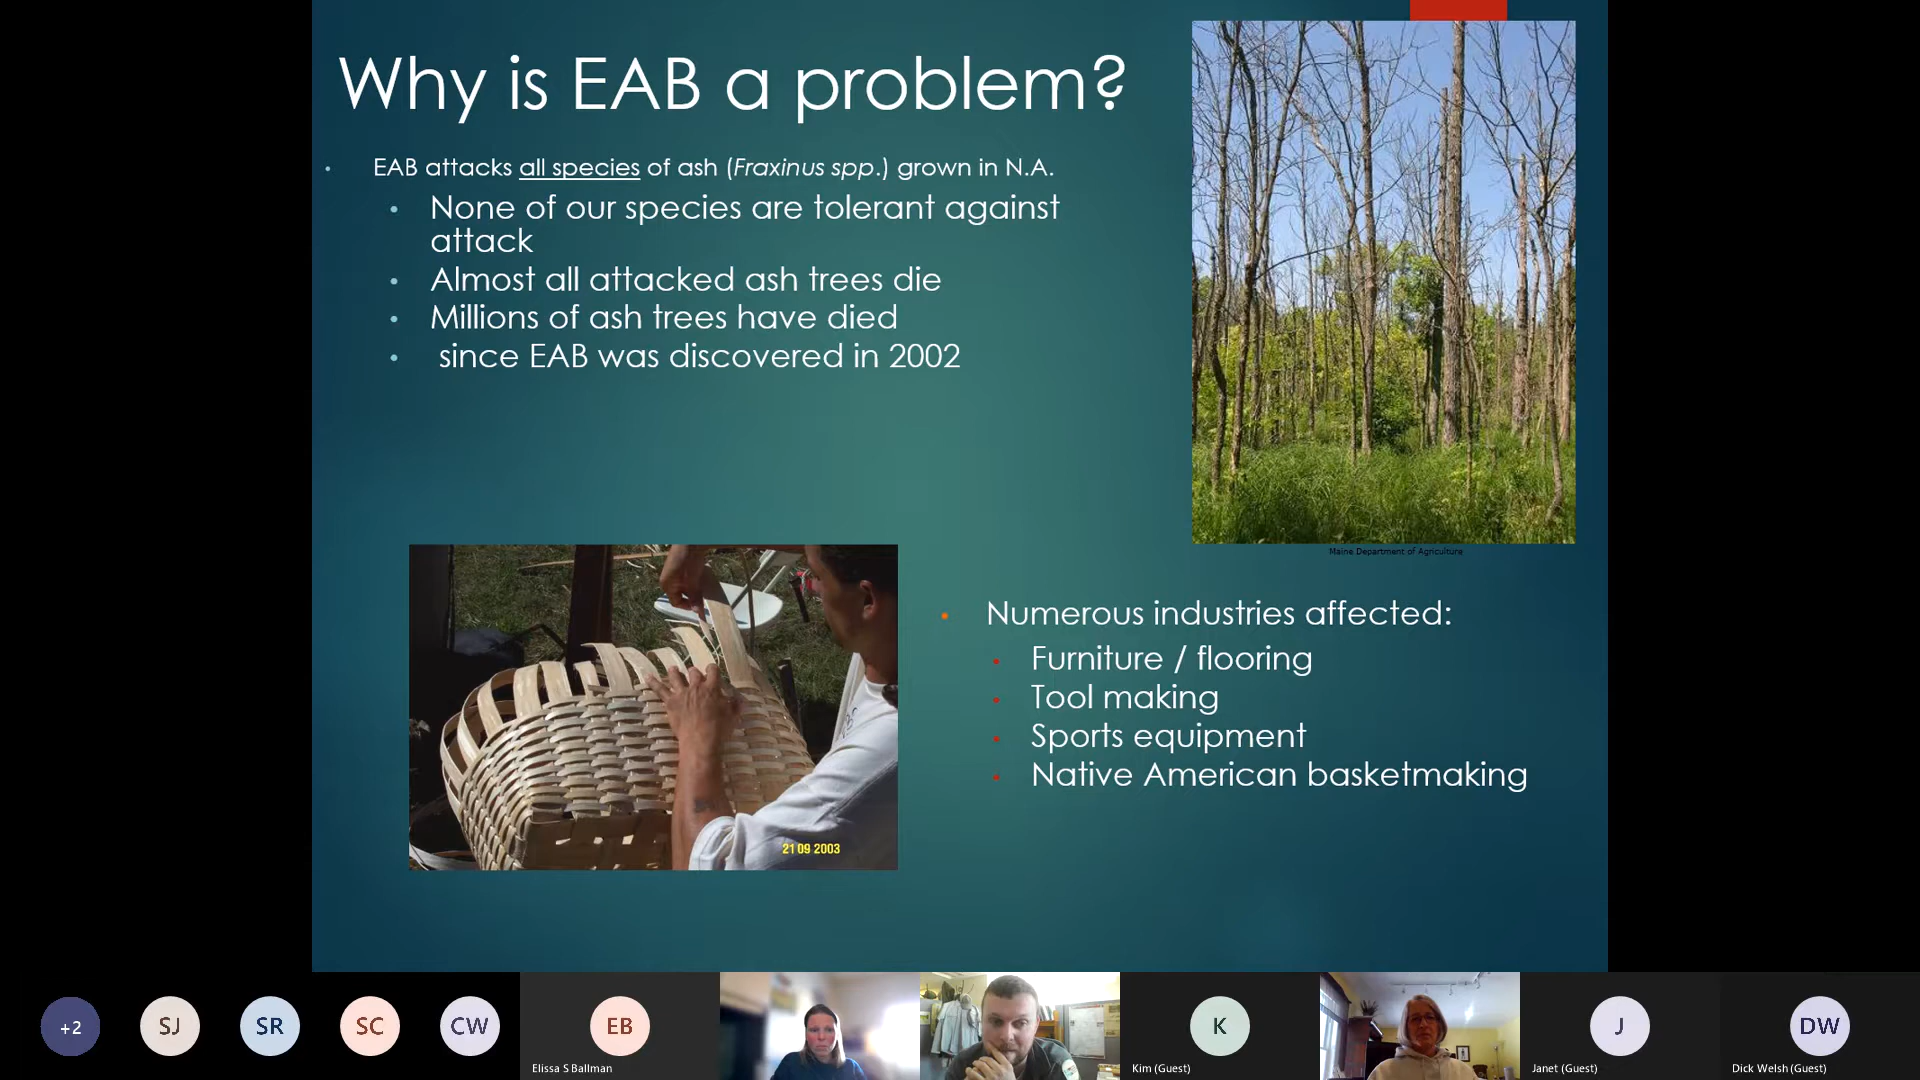 Why is EAB a problem?
EAB attacks all species of ash (Fraxinus spp.) grown in N.A.
None of our species are tolerant against
attack
Almost all attacked ash trees die
Millions of ash trees have died
since EAB was discovered in 2002
Maine Department of Agriculture
21 09 2003
Numerous industries affected:
Furniture / flooring
Tool making
Sports equipment
Native American basketmaking
+2
SJ
SR
SC
CW
EB
Elissa S Ballman
K
Kim (Guest)
J
Janet (Guest)
DW
Dick Welsh (Guest)